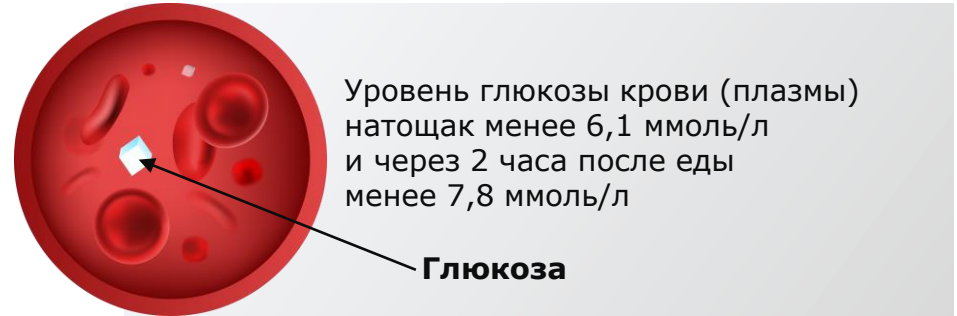 Уровень глюкозы крови (плазмы)
натощак менее 6,1 ммоль/л
и через 2 часа после еды
менее 7,8 ммоль/л
Глюкоза